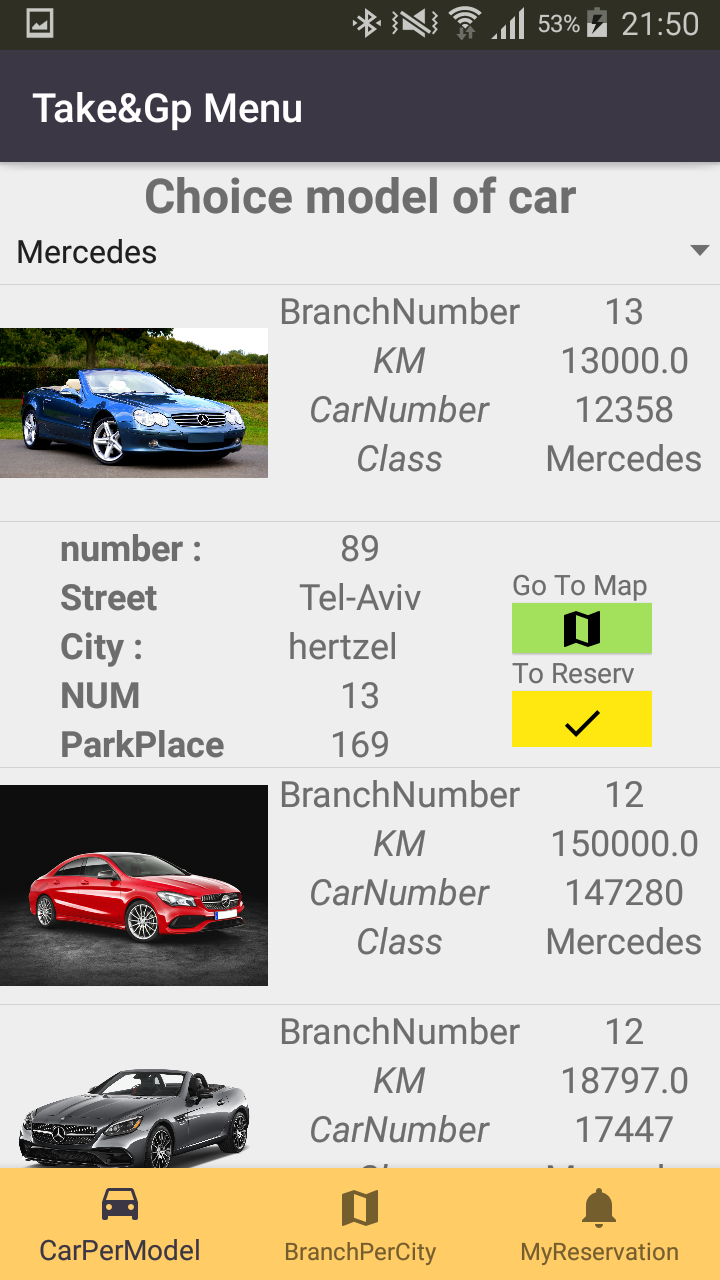 53% 21:50
Take&Gp Menu
Choice model of car
Mercedes
BranchNumber 13
KM 13000.0
CarNumber 12358
Class Mercedes
number : 89
Street Tel-Aviv
Go To Map
City : hertzel
To Reserv
NUM 13
ParkPlace 169
BranchNumber 12
KM 150000.0
CarNumber 147280
Class Mercedes
BranchNumber 12
KM 18797.0
CarNumber 17447
CarPerModel BranchPerCity MyReservation